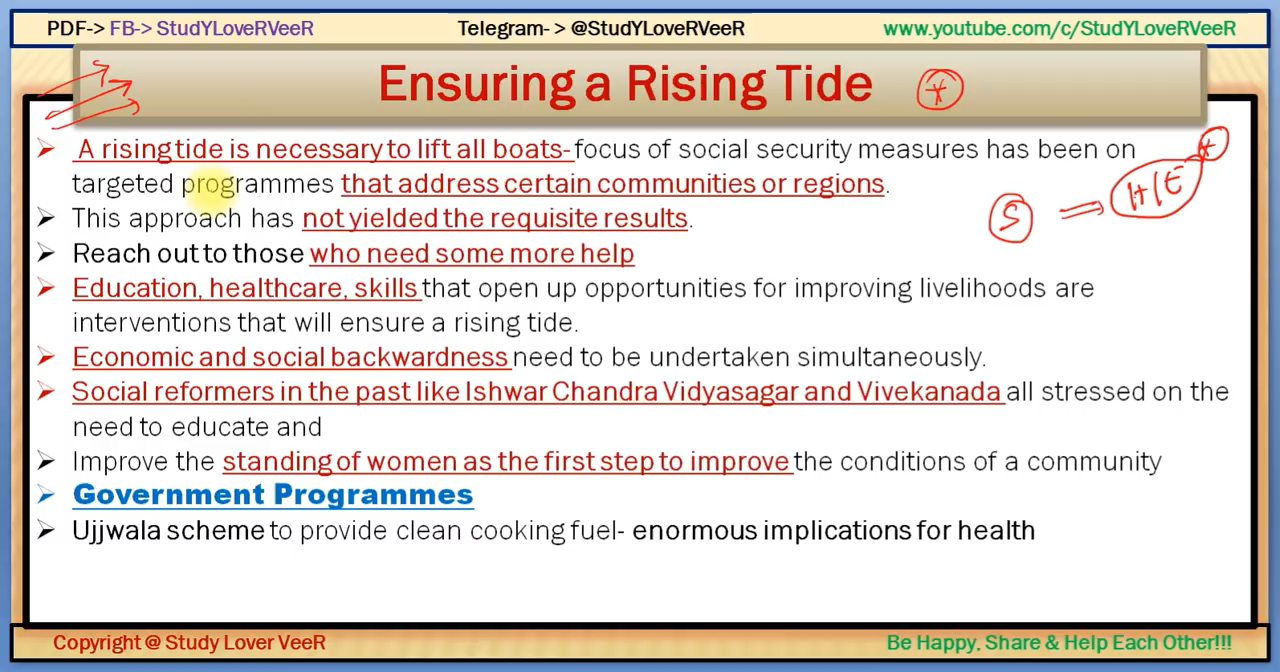 PDF-> FB-> StudYLoveRVeeR Telegram- > @StudYLoveRVeeR www.youtube.com/c/StudYLoveRVeeR
Ensuring a Rising Tide
A rising tide is necessary to lift all boats- focus of social security measures has been on
targeted programmes that address certain communities or regions.
This approach has not yielded the requisite results.
Reach out to those who need some more help
Education, healthcare, skills that open up opportunities for improving livelihoods are
interventions that will ensure a rising tide.
Economic and social backwardness need to be undertaken simultaneously.
Social reformers in the past like Ishwar Chandra Vidyasagar and Vivekanada all stressed on the
need to educate and
Improve the standing of women as the first step to improve the conditions of a community
Government Programmes
Ujjwala scheme to provide clean cooking fuel- enormous implications for health
S H/E
Copyright @ Study Lover VeeR Be Happy, Share & Help Each Other!!!